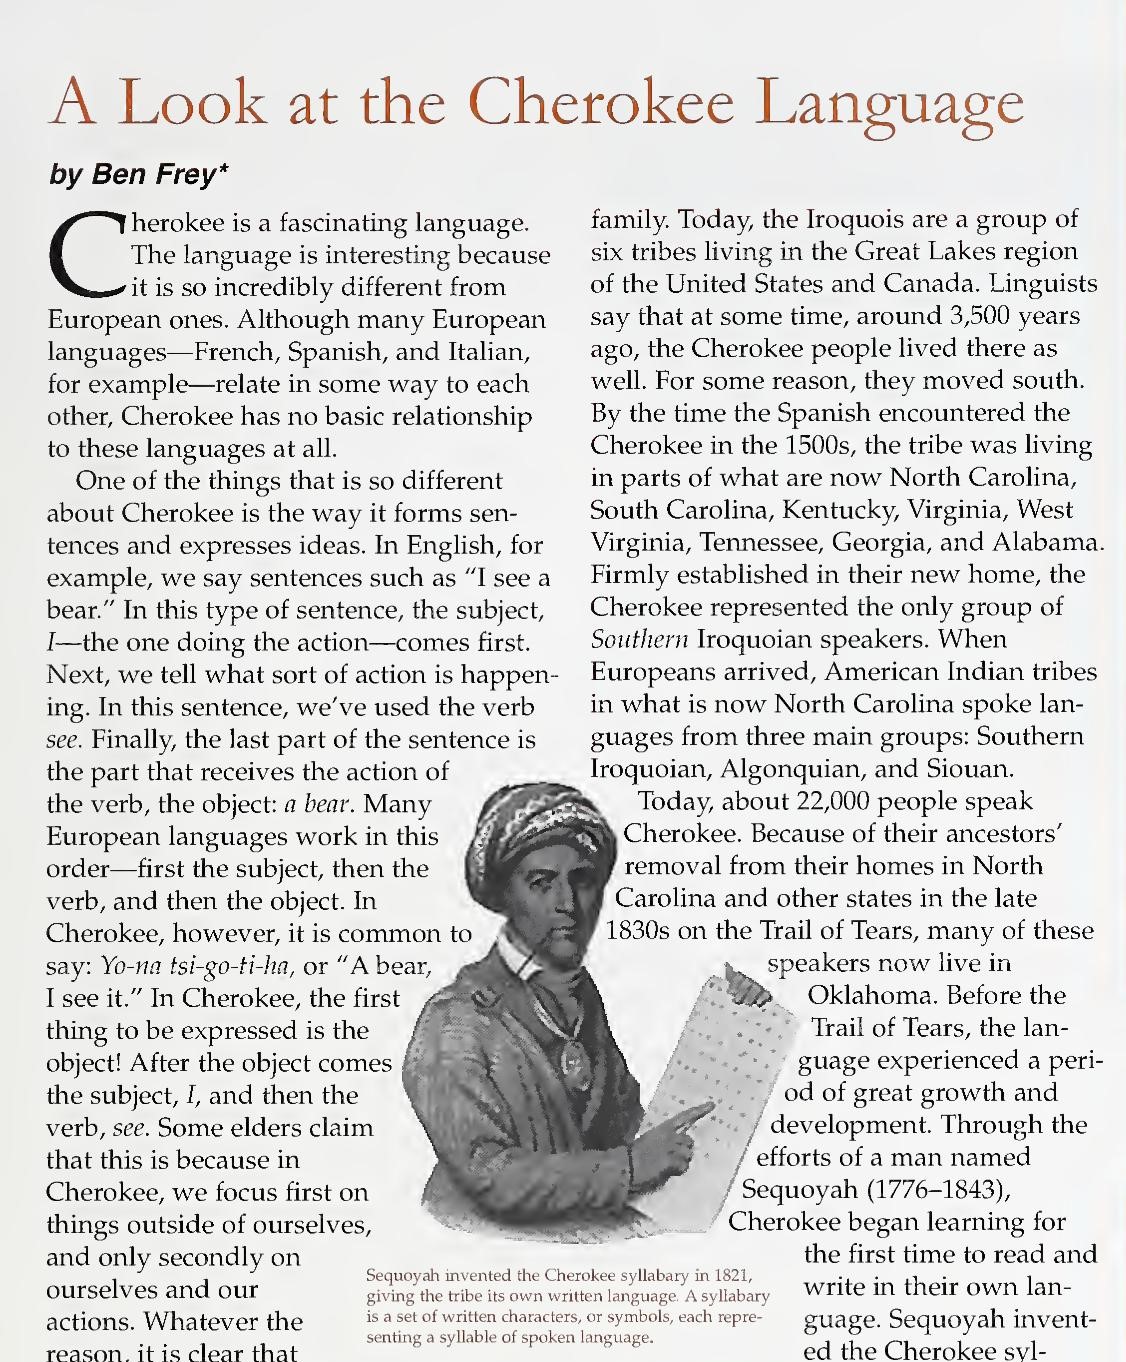 A Look at the Cherokee Language
by Ben Frey*
Cherokee is a fascinating language.
The language is interesting because
it is so incredibly different from
European ones. Although many European
languages—French, Spanish, and Italian,
for example—relate in some way to each
other, Cherokee has no basic relationship
to these languages at all.
One of the things that is so different
about Cherokee is the way it forms sen-
tences and expresses ideas. In English, for
example, we say sentences such as "I see a
bear." In this type of sentence, the subject,
I—the one doing the action—comes first.
Next, we tell what sort of action is happen-
ing. In this sentence, we've used the verb
see. Finally, the last part of the sentence is
the part that receives the action of
the verb, the object: a bear. Many
European languages work in this
order—first the subject, then the
verb, and then the object. In
Cherokee, however, it is common to
say: Yo-na tsi-go-ti-ha, or "A bear,
I see it." In Cherokee, the first
thing to be expressed is the
object! After the object comes
the subject, I, and then the
verb, see. Some elders claim
that this is because in
Cherokee, we focus first on
things outside of ourselves,
and only secondly on
ourselves and our
actions. Whatever the
reason, it is clear that
family. Today, the Iroquois are a group of
six tribes living in the Great Lakes region
of the United States and Canada. Linguists
say that at some time, around 3,500 years
ago, the Cherokee people lived there as
well. For some reason, they moved south.
By the time the Spanish encountered the
Cherokee in the 1500s, the tribe was living
in parts of what are now North Carolina,
South Carolina, Kentucky, Virginia, West
Virginia, Tennessee, Georgia, and Alabama.
Firmly established in their new home, the
Cherokee represented the only group of
Southern Iroquoian speakers. When
Europeans arrived, American Indian tribes
in what is now North Carolina spoke lan-
guages from three main groups: Southern
Iroquoian, Algonquian, and Siouan.
Today, about 22,000 people speak
Cherokee. Because of their ancestors'
removal from their homes in North
Carolina and other states in the late
1830s on the Trail of Tears, many of these
speakers now live in
Oklahoma. Before the
Trail of Tears, the lan-
guage experienced a peri-
od of great growth and
development. Through the
efforts of a man named
Sequoyah (1776–1843),
Cherokee began learning for
the first time to read and
write in their own lan-
guage. Sequoyah invent-
ed the Cherokee syl-
Sequoyah invented the Cherokee syllabary in 1821,
giving the tribe its own written language. A syllabary
is a set of written characters, or symbols, each repre-
senting a syllable of spoken language.